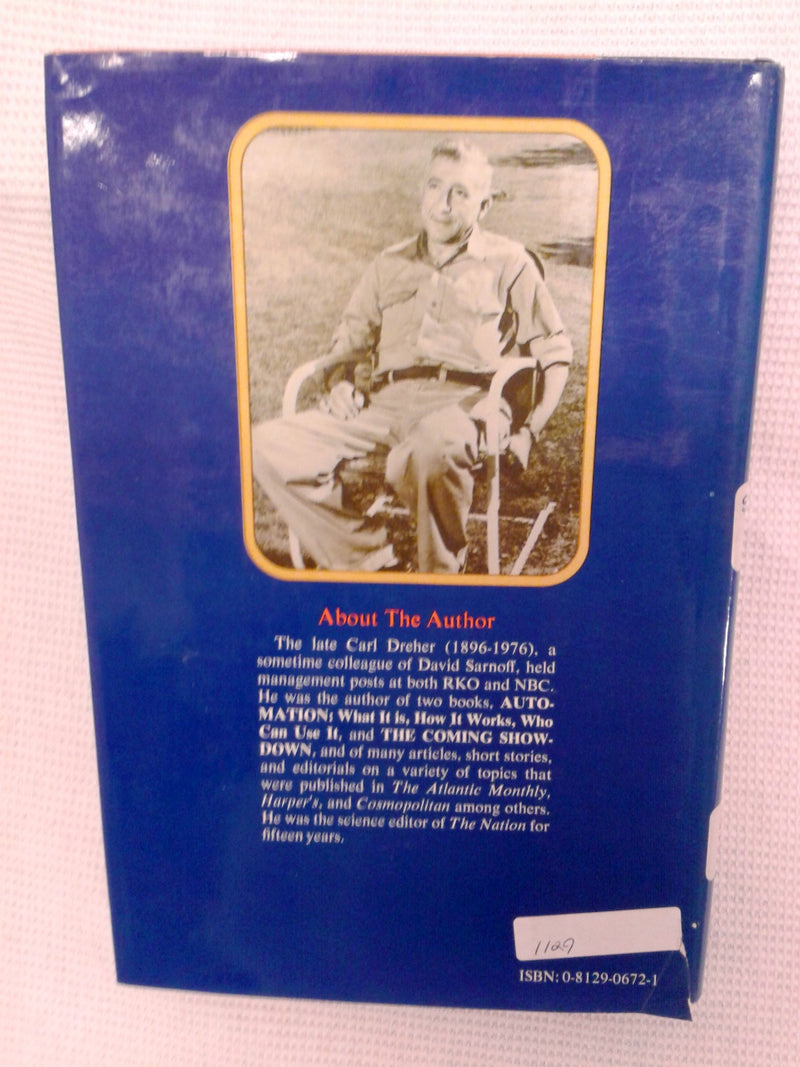 About The Author
The late Carl Dreher (1896-1976), a
sometime colleague of David Sarnoff, held
management posts at both RKO and NBC.
He was the author of two books, AUTO-
MATION: What It is, How It Works, Who
Can Use It, and THE COMING SHOW-
DOWN, and of many articles, short stories,
and editorials on a variety of topics that
were published in The Atlantic Monthly,
Harper's, and Cosmopolitan among others.
He was the science editor of The Nation for
fifteen years.
1127
ISBN: 0-8129-0672-1